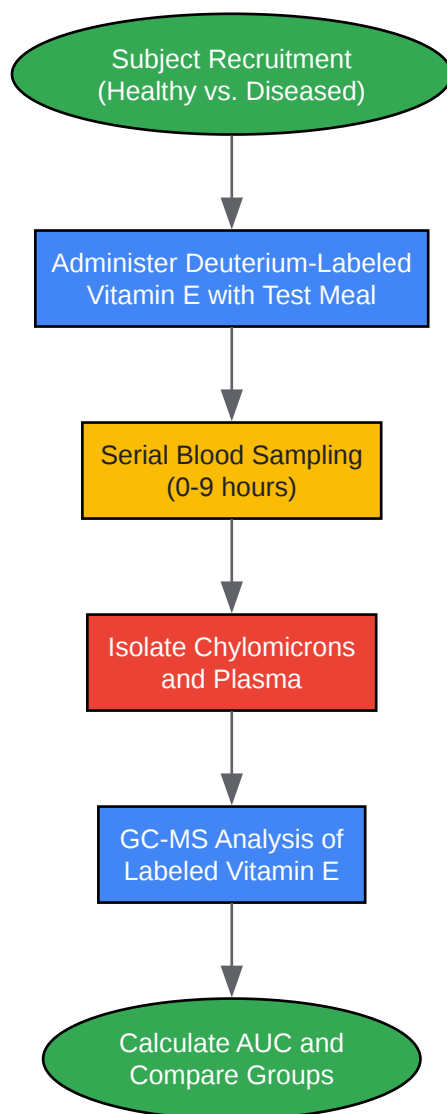 Subject Recruitment
(Healthy vs. Diseased)
Administer Deuterium-Labeled
Vitamin E with Test Meal
Serial Blood Sampling
(0-9 hours)
Isolate Chylomicrons
and Plasma
GC-MS Analysis of
Labeled Vitamin E
Calculate AUC and
Compare Groups